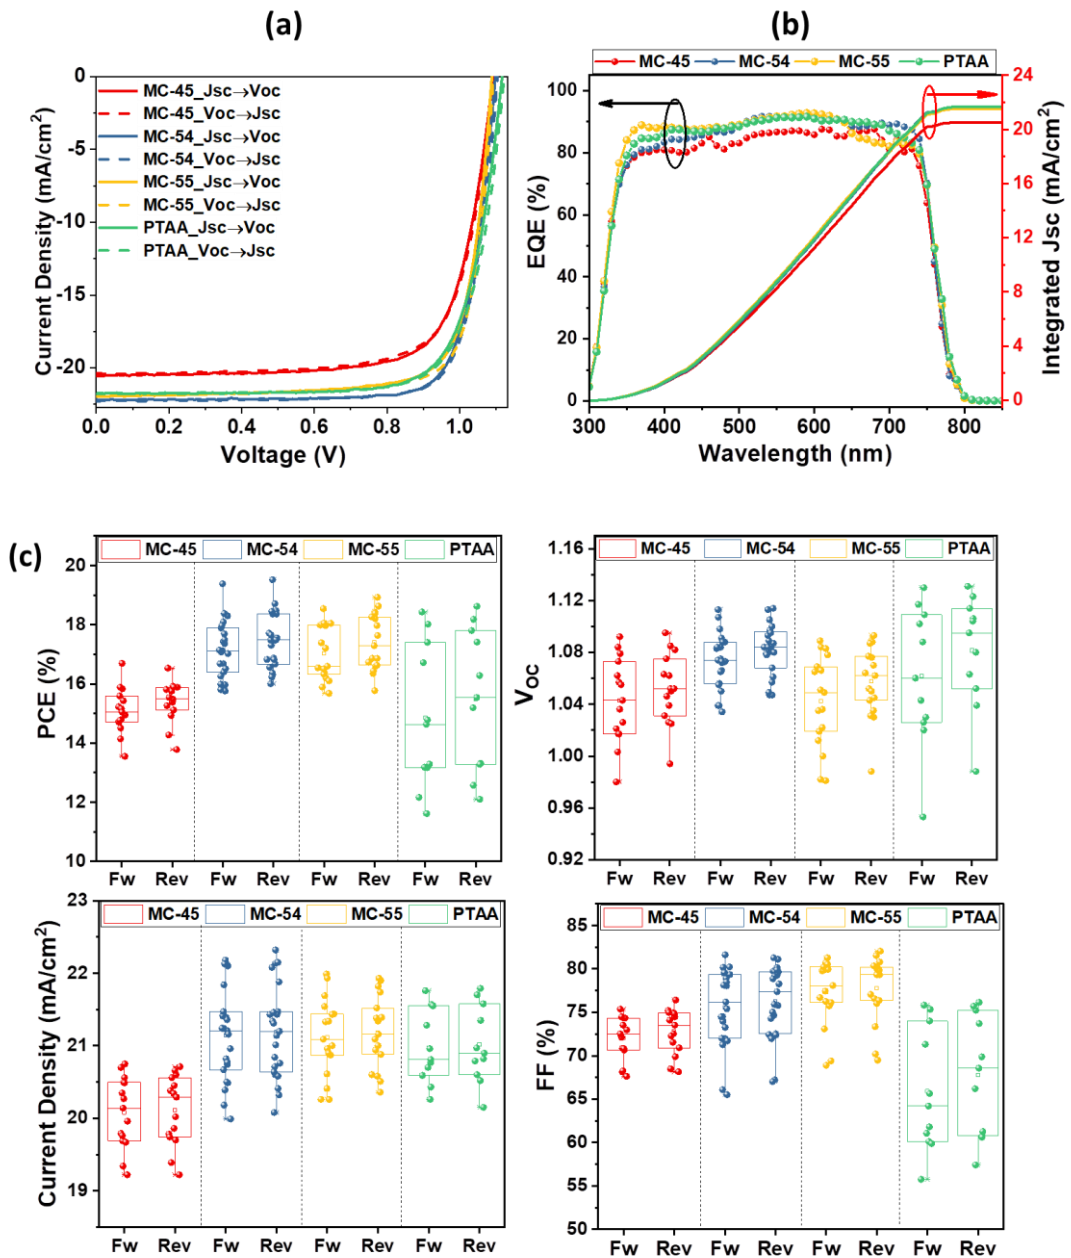 (a)
0
-5
-10
-15
-20
Current Density (mA/cm²)
MC-45_Jsc→Voc
MC-45_Voc→Jsc
MC-54_Jsc→Voc
MC-54_Voc→Jsc
MC-55_Jsc→Voc
MC-55_Voc→Jsc
PTAA_Jsc→Voc
PTAA_Voc→Jsc
0.0 0.2 0.4 0.6 0.8 1.0
Voltage (V)
(b)
MC-45 MC-54 MC-55 PTAA
100
80
60
40
20
0
EQE (%)
24
20
16
12
8
4
0
Integrated Jsc (mA/cm²)
300 400 500 600 700 800
Wavelength (nm)
(c)
MC-45 MC-54 MC-55 PTAA
20
18
16
14
12
10
PCE (%)
Fw Rev Fw Rev Fw Rev Fw Rev
MC-45 MC-54 MC-55 PTAA
1.16
1.12
1.08
1.04
1.00
0.96
0.92
VOC
Fw Rev Fw Rev Fw Rev Fw Rev
MC-45 MC-54 MC-55 PTAA
23
22
21
20
19
Current Density (mA/cm²)
Fw Rev Fw Rev Fw Rev Fw Rev
MC-45 MC-54 MC-55 PTAA
85
80
75
70
65
60
55
50
FF (%)
Fw Rev Fw Rev Fw Rev Fw Rev